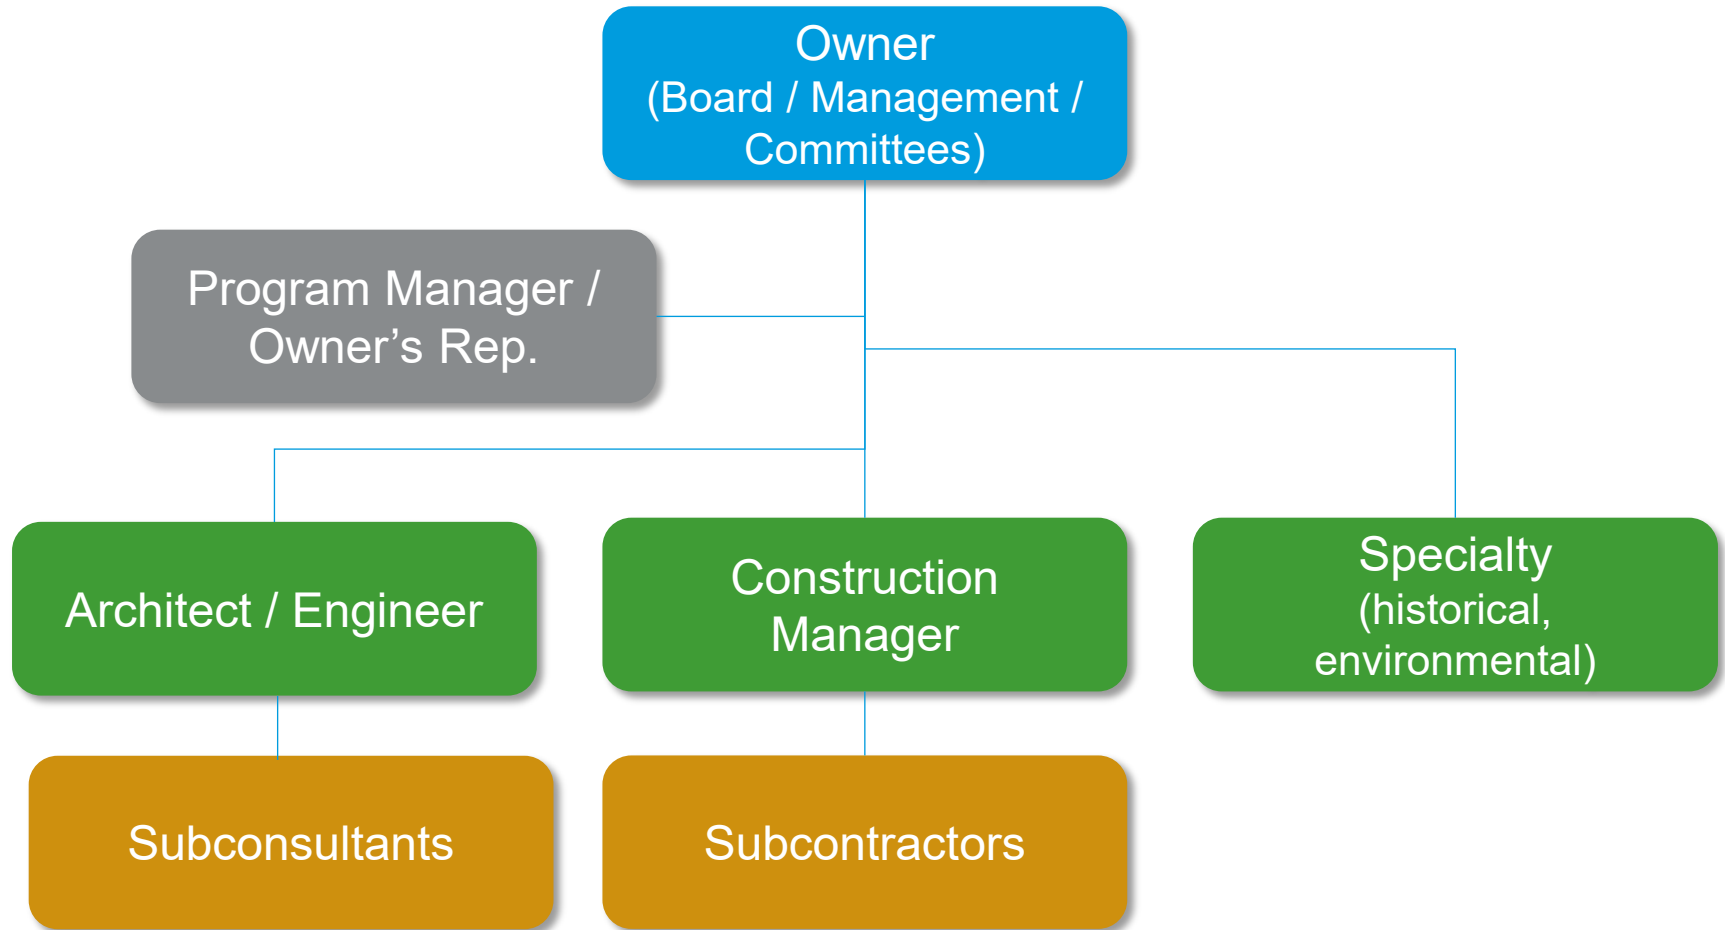 Owner
(Board / Management /
Committees)
Program Manager /
Owner’s Rep.
Architect / Engineer
Construction
Manager
Specialty
(historical,
environmental)
Subconsultants
Subcontractors